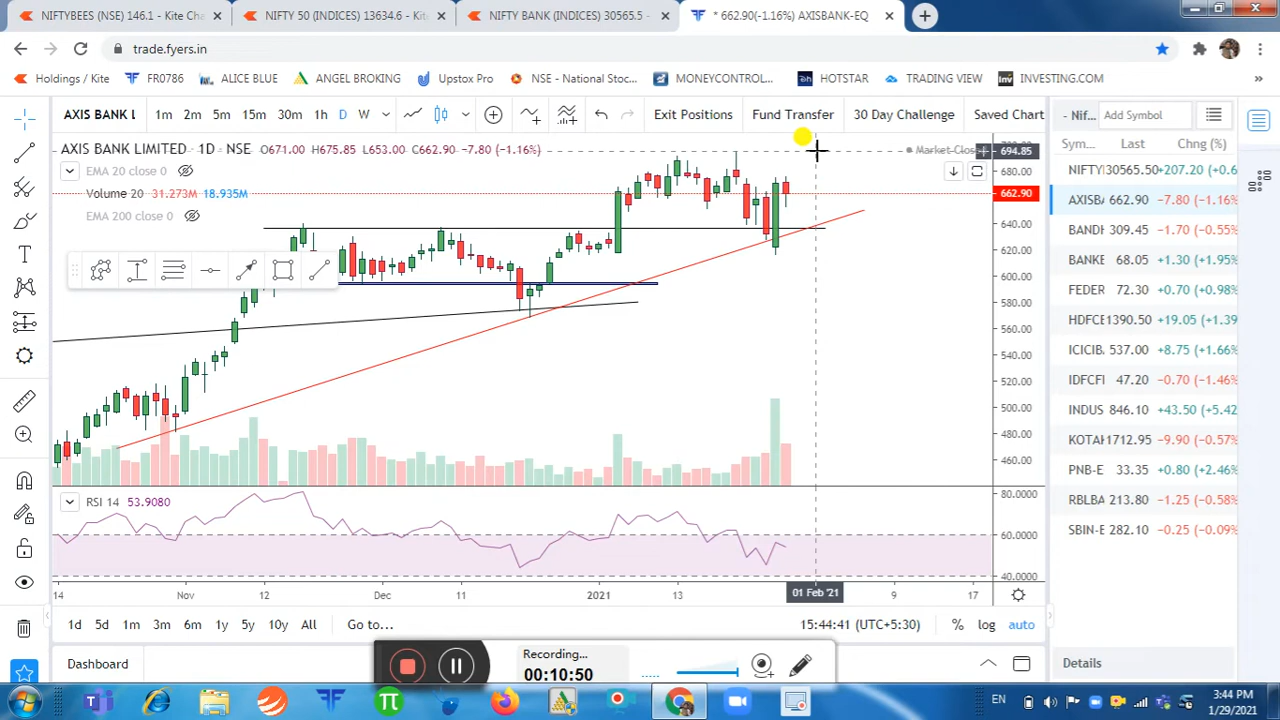 NIFTYBEES (NSE) 146.1 - Kite Cha
NIFTY 50 (INDICES) 13634.6 - Kit
NIFTY BANK (INDICES) 30565.5 -
* 662.90(-1.16%) AXISBANK-EQ
trade.fyers.in
Holdings / Kite
FR0786
ALICE BLUE
ANGEL BROKING
Upstox Pro
NSE - National Stoc...
MONEYCONTROL...
HOTSTAR
TRADING VIEW
INVESTING.COM
AXIS BANK L
1m 2m 5m 15m 30m 1h D W
Exit Positions
Fund Transfer
30 Day Challenge
Saved Chart
- Nif...
Add Symbol
AXIS BANK LIMITED 1D NSE O671.00 H675.85 L653.00 C662.90 -7.80 (-1.16%)
694.85
EMA 20 close 0
Volume 20 31.273M 18.935M
EMA 200 close 0
680.00
662.90
640.00
620.00
600.00
580.00
560.00
540.00
520.00
500.00
480.00
460.00
RSI 14 53.9080
80.0000
60.0000
40.0000
14 Nov 12 Dec 11 2021 13 01 Feb '21 9 17
Sym... Last Chng (%)
NIFTY 30565.50 +207.20 (+0.6
AXISBA 662.90 -7.80 (-1.16%
BANDH 309.45 -1.70 (-0.55%
BANKE 68.05 +1.30 (+1.95%
FEDER 72.30 +0.70 (+0.98%
HDFCE 1390.50 +19.05 (+1.39
ICICIB 537.00 +8.75 (+1.66%
IDFCFI 47.20 -0.70 (-1.46%
INDUS 846.10 +43.50 (+5.42
KOTAK 1712.95 -9.90 (-0.57%
PNB-E 33.35 +0.80 (+2.46%
RBLBA 213.80 -1.25 (-0.58%
SBIN-E 282.10 -0.25 (-0.09%
1d 5d 1m 3m 6m 1y 5y 10y All Go to...
15:44:41 (UTC+5:30) % log auto
Dashboard
Recording...
00:10:50
Details
EN
3:44 PM
1/29/2021